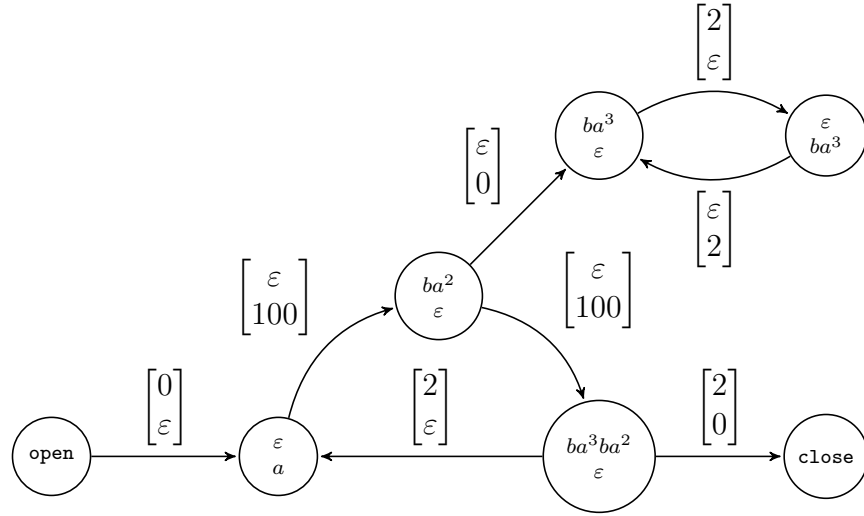 [2 ε]
ba³ ε
ε ba³
[ε 0]
[ε 2]
[ε 100]
ba² ε
[ε 100]
[0 ε]
[2 ε]
[2 0]
open
ε a
ba³ba² ε
close